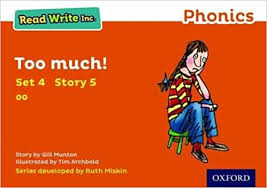 Read Write Inc
Phonics
Too much!
Set 4 Story 5
oo
Story by Gill Munton
Illustrated by Tim Archbold
Series developed by Ruth Miskin
OXFORD